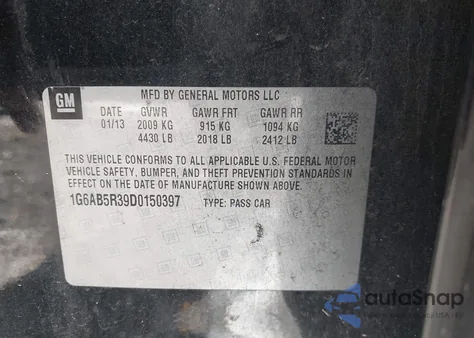 GM
MFD BY GENERAL MOTORS LLC
DATE GVWR GAWR FRT GAWR RR
01/13 2009 KG 915 KG 1094 KG
4430 LB 2018 LB 2412 LB
THIS VEHICLE CONFORMS TO ALL APPLICABLE U.S. FEDERAL MOTOR
VEHICLE SAFETY, BUMPER, AND THEFT PREVENTION STANDARDS
IN EFFECT ON THE DATE OF MANUFACTURE SHOWN ABOVE.
1G6AB5R39D0150397 TYPE: PASS CAR
autoSnap